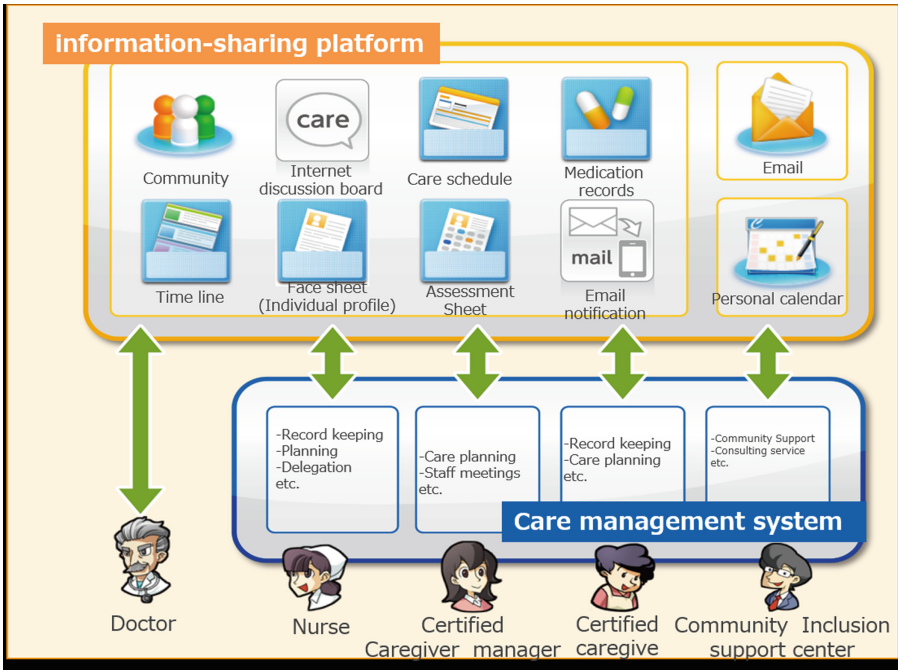 information-sharing platform
care
Community
Internet
discussion board
Care schedule
Medication
records
Email
mail
Time line
Face sheet
(Individual profile)
Assessment
Sheet
Email
notification
Personal calendar
-Record keeping
-Planning
-Delegation
etc.
-Care planning
-Staff meetings
etc.
-Record keeping
-Care planning
etc.
-Community Support
-Consulting service
etc.
Care management system
Doctor
Nurse
Certified
Caregiver manager
Certified
caregive
Community Inclusion
support center